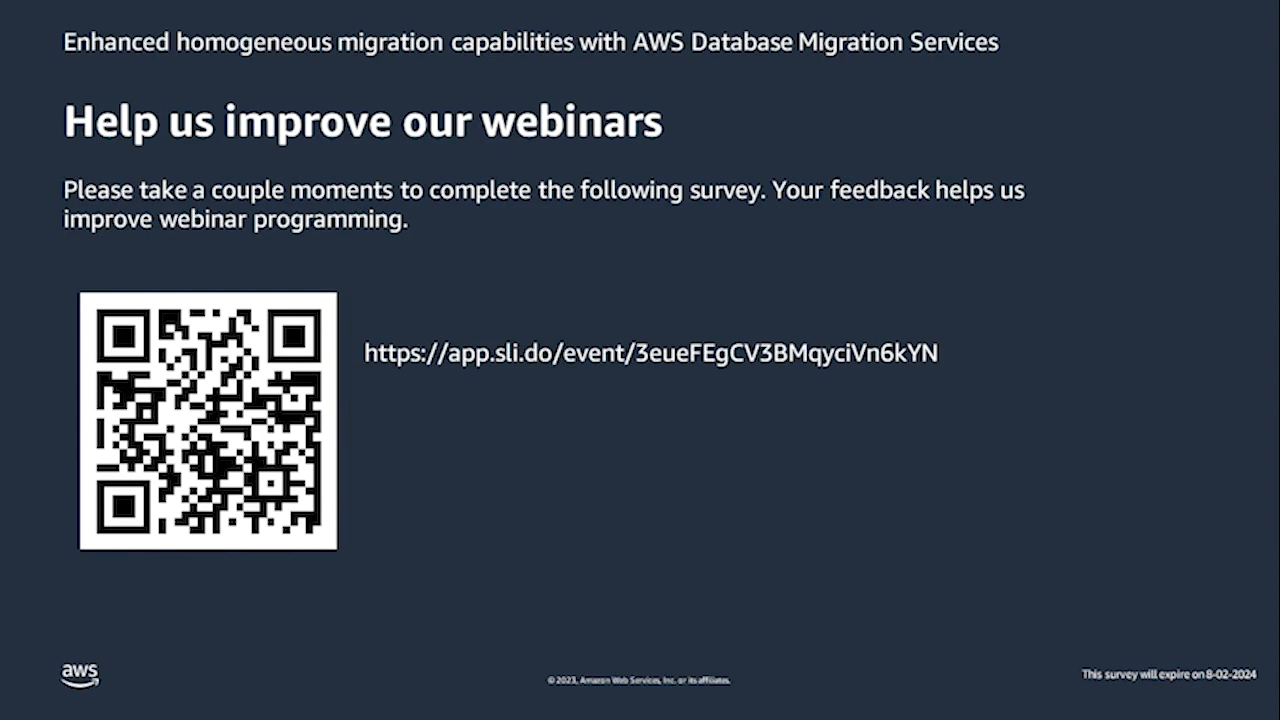 Enhanced homogeneous migration capabilities with AWS Database Migration Services
Help us improve our webinars
Please take a couple moments to complete the following survey. Your feedback helps us
improve webinar programming.
https://app.sli.do/event/3eueFEgCV3BMqyciVn6kYN
aws
© 2023, Amazon Web Services, Inc. or its affiliates.
This survey will expire on 8-02-2024